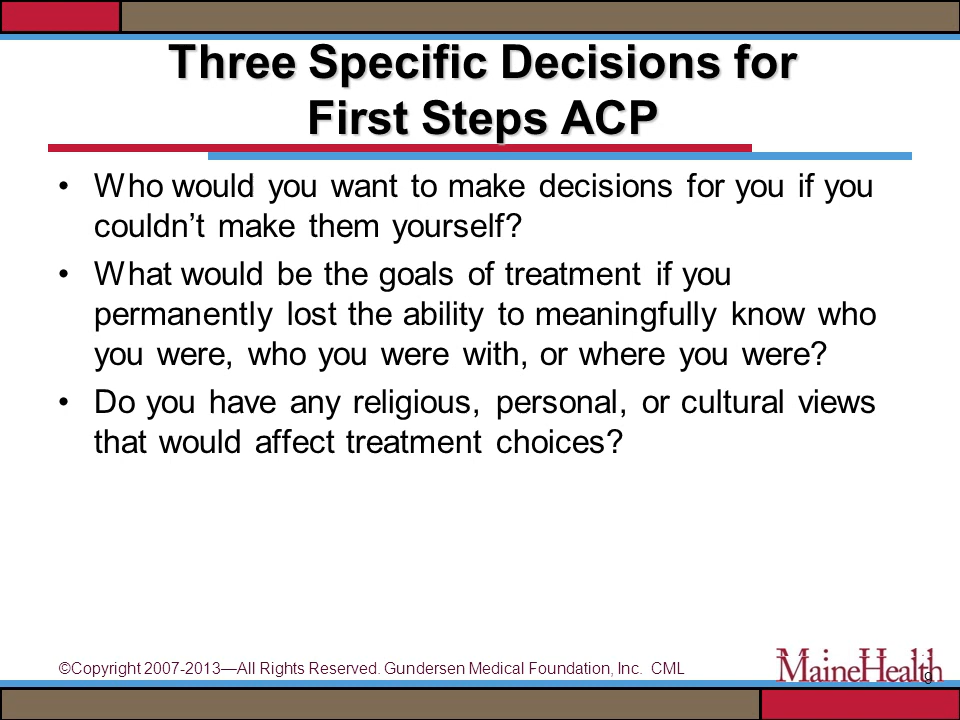 Three Specific Decisions for
First Steps ACP
• Who would you want to make decisions for you if you
couldn’t make them yourself?
• What would be the goals of treatment if you
permanently lost the ability to meaningfully know who
you were, who you were with, or where you were?
• Do you have any religious, personal, or cultural views
that would affect treatment choices?
©Copyright 2007-2013—All Rights Reserved. Gundersen Medical Foundation, Inc. CML
MaineHealth
9